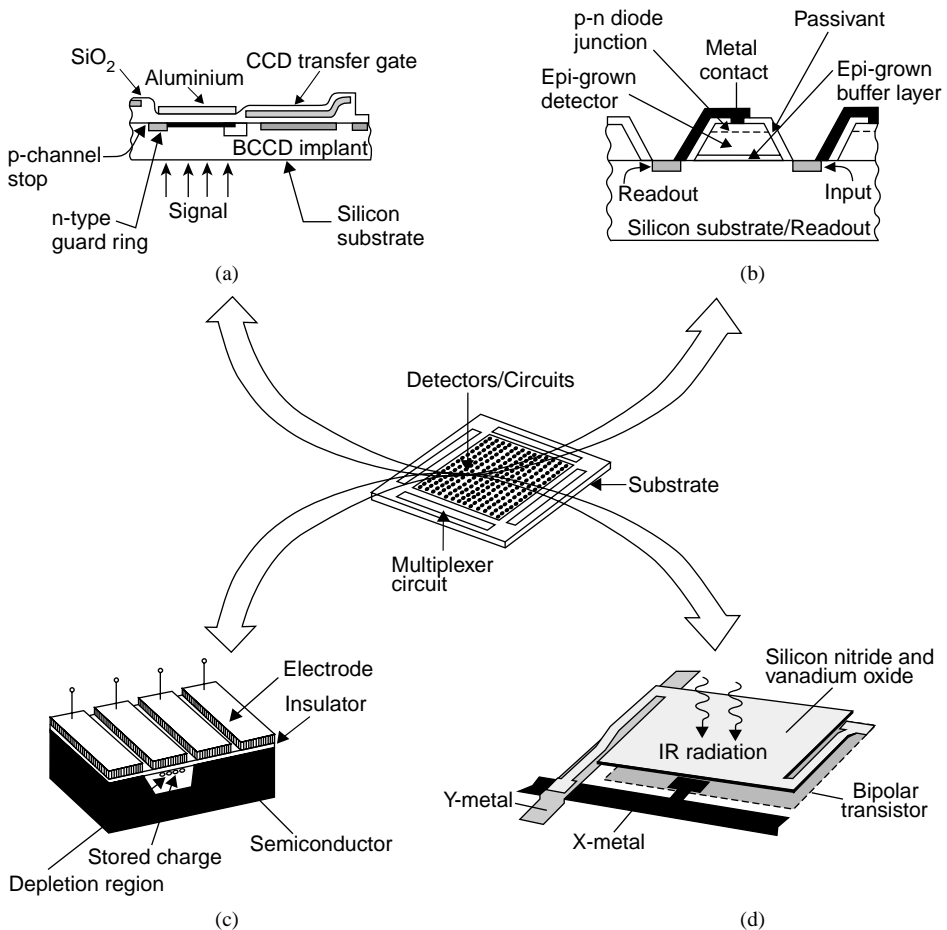 SiO2
Aluminium
CCD transfer gate
p-channel
stop
BCCD implant
n-type
guard ring
Signal
Silicon
substrate
(a)
p-n diode
junction
Metal
contact
Passivant
Epi-grown
detector
Epi-grown
buffer layer
Readout
Input
Silicon substrate/Readout
(b)
Detectors/Circuits
Substrate
Multiplexer
circuit
Electrode
Insulator
Semiconductor
Stored charge
Depletion region
(c)
Silicon nitride and
vanadium oxide
IR radiation
Y-metal
X-metal
Bipolar
transistor
(d)